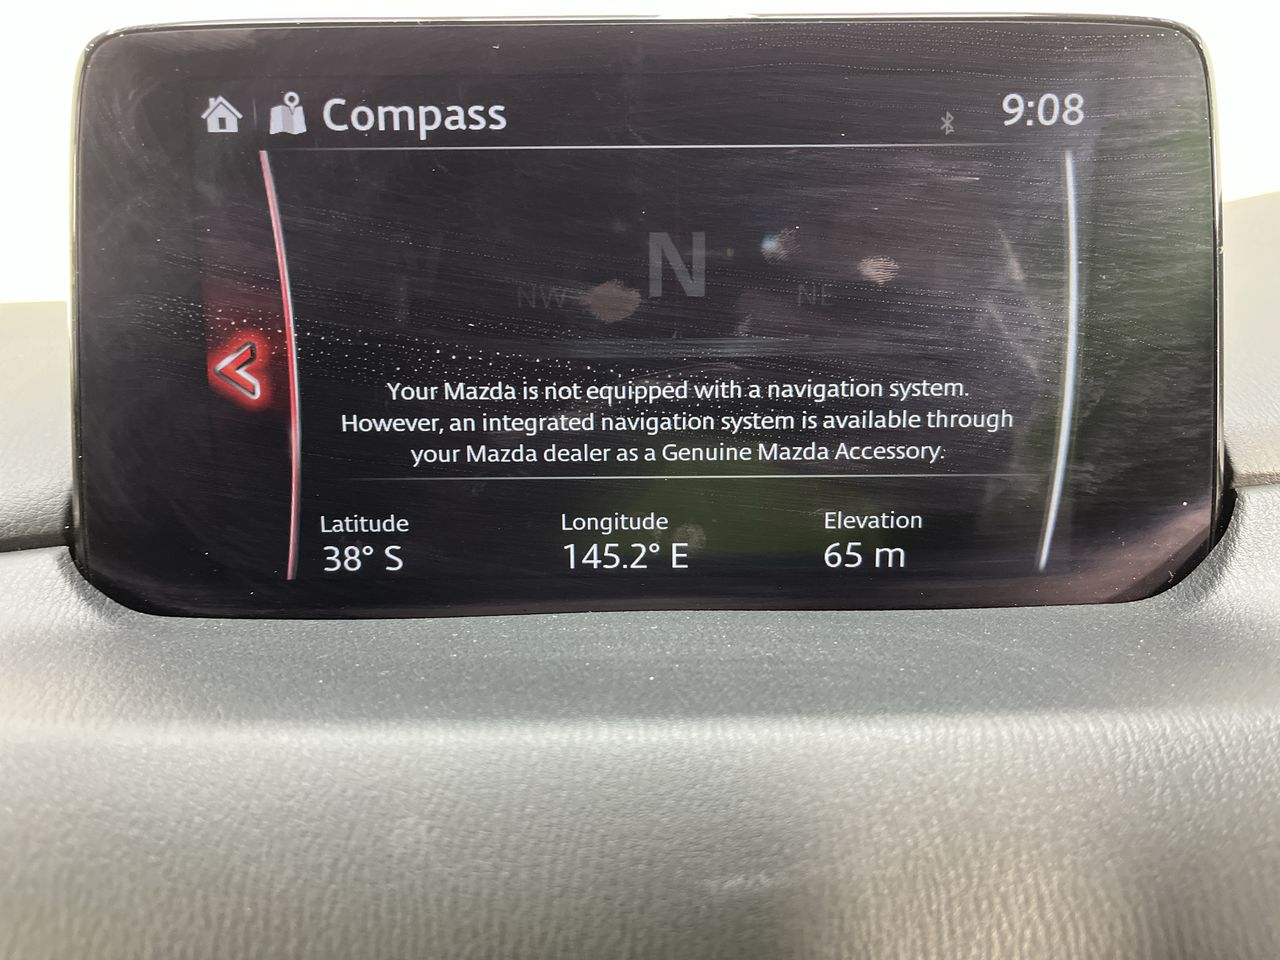 Compass
9:08
N
NW
NE
Your Mazda is not equipped with a navigation system.
However, an integrated navigation system is available through
your Mazda dealer as a Genuine Mazda Accessory.
Latitude
Longitude
Elevation
38° S
145.2° E
65 m